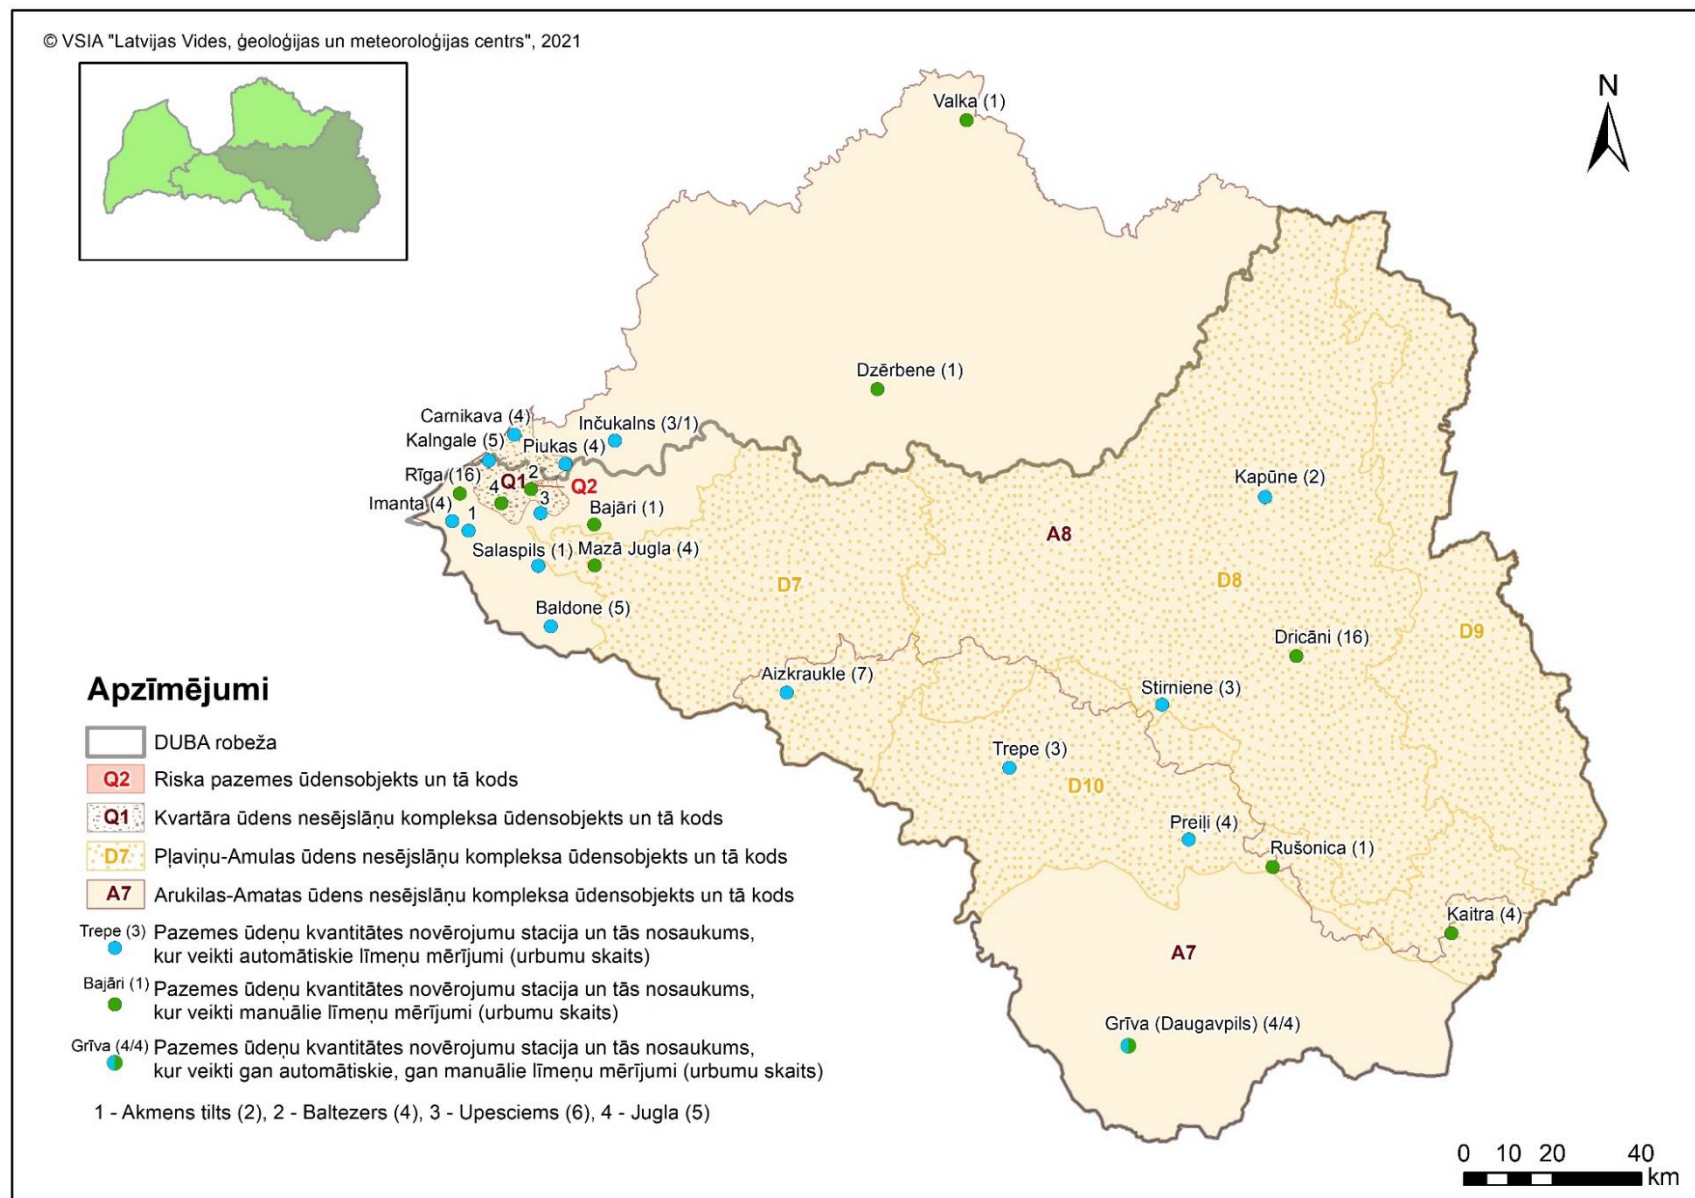 © VSIA "Latvijas Vides, ģeoloģijas un meteoroloģijas centrs", 2021
N
Valka (1)
Dzērbene (1)
Carnikava (4)
Inčukalns (3/1)
Kalngale (5)
Piukas (4)
Rīga (16)
Q1
2
4
Q2
3
Imanta (4)
1
Bajāri (1)
Kapūne (2)
A8
Salaspils (1)
Mazā Jugla (4)
D7
D8
Baldone (5)
D9
Dricāni (16)
Aizkraukle (7)
Stirniene (3)
Trepe (3)
D10
Preiļi (4)
Rušonica (1)
Kaitra (4)
A7
Grīva (Daugavpils) (4/4)
Apzīmējumi
DUBA robeža
Q2 Riska pazemes ūdensobjekts un tā kods
Q1 Kvartāra ūdens nesējslāņu kompleksa ūdensobjekts un tā kods
D7 Pļaviņu-Amulas ūdens nesējslāņu kompleksa ūdensobjekts un tā kods
A7 Arukilas-Amatas ūdens nesējslāņu kompleksa ūdensobjekts un tā kods
Trepe (3) Pazemes ūdeņu kvantitātes novērojumu stacija un tās nosaukums,
kur veikti automātiskie līmeņu mērījumi (urbumu skaits)
Bajāri (1) Pazemes ūdeņu kvantitātes novērojumu stacija un tās nosaukums,
kur veikti manuālie līmeņu mērījumi (urbumu skaits)
Grīva (4/4) Pazemes ūdeņu kvantitātes novērojumu stacija un tās nosaukums,
kur veikti gan automātiskie, gan manuālie līmeņu mērījumi (urbumu skaits)
1 - Akmens tilts (2), 2 - Baltezers (4), 3 - Upesciems (6), 4 - Jugla (5)
0 10 20 40
km